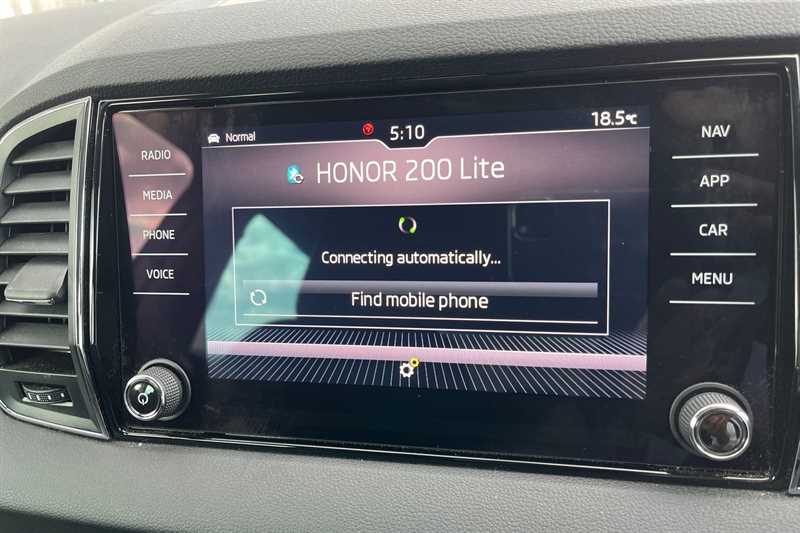 Normal
5:10
18.5°C
HONOR 200 Lite
Connecting automatically...
Find mobile phone
RADIO
MEDIA
PHONE
VOICE
NAV
APP
CAR
MENU